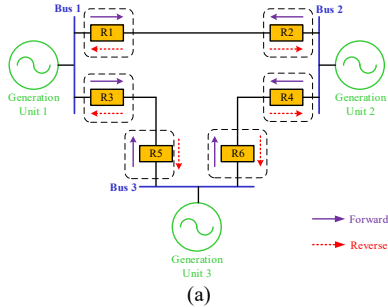 Bus 1
Bus 2
R1
R2
Generation
Unit 1
R3
R4
Generation
Unit 2
R5
R6
Bus 3
Forward
Reverse
Generation
Unit 3
(a)